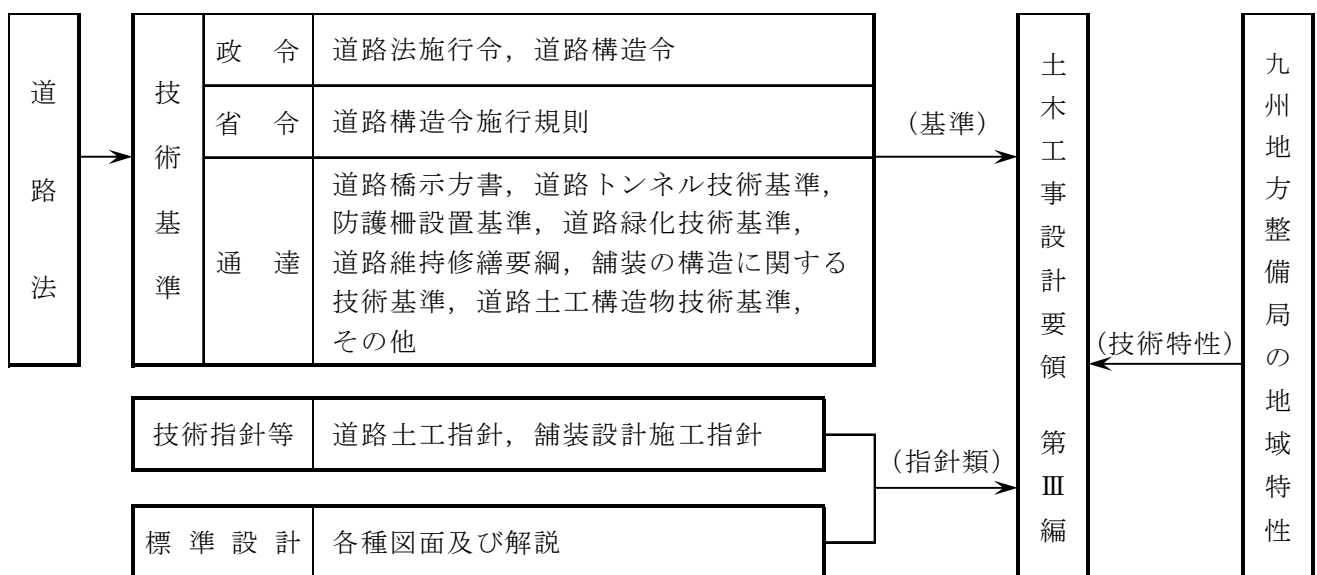 道路法
技術基準
政令
道路法施行令，道路構造令
省令
道路構造令施行規則
通達
道路橋示方書，道路トンネル技術基準，
防護柵設置基準，道路緑化技術基準，
道路維持修繕要綱，舗装の構造に関する
技術基準，道路土工構造物技術基準，
その他
(基準)
技術指針等
道路土工指針，舗装設計施工指針
標準設計
各種図面及び解説
(指針類)
土木工事設計要領 第Ⅲ編
(技術特性)
九州地方整備局の地域特性